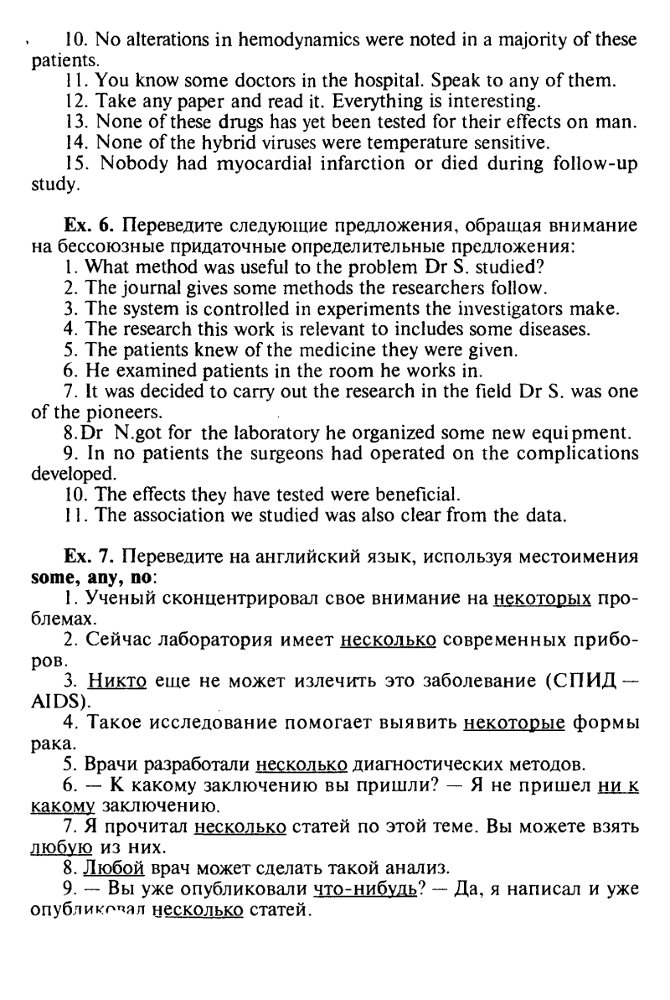 10. No alterations in hemodynamics were noted in a majority of these
patients.
11. You know some doctors in the hospital. Speak to any of them.
12. Take any paper and read it. Everything is interesting.
13. None of these drugs has yet been tested for their effects on man.
14. None of the hybrid viruses were temperature sensitive.
15. Nobody had myocardial infarction or died during follow-up
study.
Ex. 6. Переведите следующие предложения, обращая внимание
на бессоюзные придаточные определительные предложения:
1. What method was useful to the problem Dr S. studied?
2. The journal gives some methods the researchers follow.
3. The system is controlled in experiments the investigators make.
4. The research this work is relevant to includes some diseases.
5. The patients knew of the medicine they were given.
6. He examined patients in the room he works in.
7. It was decided to carry out the research in the field Dr S. was one
of the pioneers.
8.Dr N.got for the laboratory he organized some new equipment.
9. In no patients the surgeons had operated on the complications
developed.
10. The effects they have tested were beneficial.
11. The association we studied was also clear from the data.
Ex. 7. Переведите на английский язык, используя местоимения
some, any, no:
1. Ученый сконцентрировал свое внимание на некоторых про-
блемах.
2. Сейчас лаборатория имеет несколько современных прибо-
ров.
3. Никто еще не может излечить это заболевание (СПИД —
AIDS).
4. Такое исследование помогает выявить некоторые формы
рака.
5. Врачи разработали несколько диагностических методов.
6. — К какому заключению вы пришли? — Я не пришел ни к
какому заключению.
7. Я прочитал несколько статей по этой теме. Вы можете взять
любую из них.
8. Любой врач может сделать такой анализ.
9. — Вы уже опубликовали что-нибудь? — Да, я написал и уже
опубликовал несколько статей.